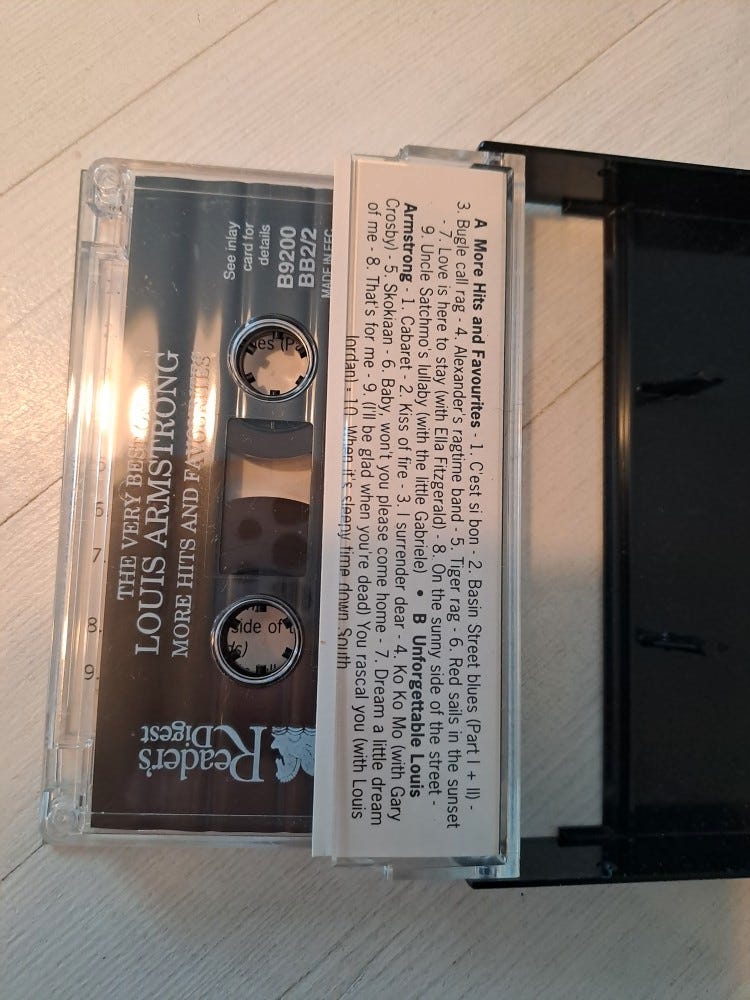 A More Hits and Favourites - 1. C'est si bon - 2. Basin Street blues (Part I + II) -
3. Bugle call rag - 4. Alexander's ragtime band - 5. Tiger rag - 6. Red sails in the sunset
- 7. Love is here to stay (with Ella Fitzgerald) - 8. On the sunny side of the street -
9. Uncle Satchmo's lullaby (with the little Gabriele) • B Unforgettable Louis
Armstrong - 1. Cabaret - 2. Kiss of fire - 3. I surrender dear - 4. Ko Ko Mo (with Gary
Crosby) - 5. Skokiaan - 6. Baby, won't you please come home - 7. Dream a little dream
of me - 8. That's for me - 9. (I'll be glad when you're dead) You rascal you (with Louis
Jordan) - 10. When it's sleepy time down South
THE VERY BEST OF
LOUIS ARMSTRONG
MORE HITS AND FAVOURITES
See inlay
card for
details
B9200
BB2/2
MADE IN EEC
Reader's
Digest
side of
6.
7.
8.
9.